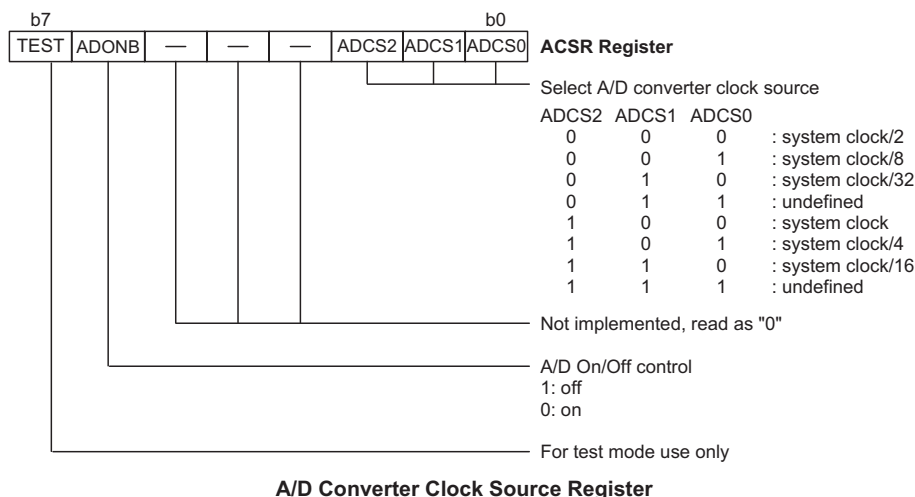 b7 b0
TEST ADONB — — — ADCS2 ADCS1 ADCS0 ACSR Register
Select A/D converter clock source
ADCS2 ADCS1 ADCS0
0 0 0 : system clock/2
0 0 1 : system clock/8
0 1 0 : system clock/32
0 1 1 : undefined
1 0 0 : system clock
1 0 1 : system clock/4
1 1 0 : system clock/16
1 1 1 : undefined
Not implemented, read as "0"
A/D On/Off control
1: off
0: on
For test mode use only
A/D Converter Clock Source Register